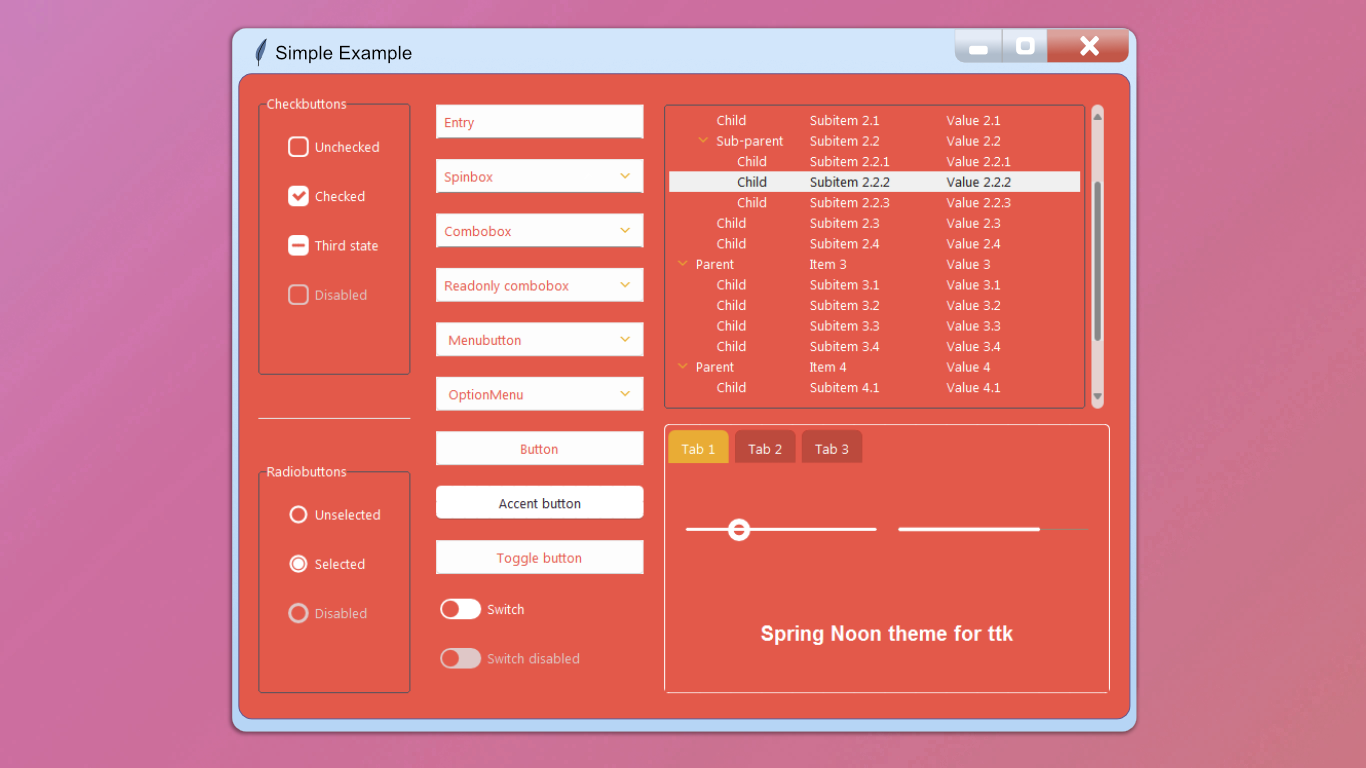 Simple Example
Checkbuttons
Unchecked
Checked
Third state
Disabled
Radiobuttons
Unselected
Selected
Disabled
Entry
Spinbox
Combobox
Readonly combobox
Menubutton
OptionMenu
Button
Accent button
Toggle button
Switch
Switch disabled
Child Subitem 2.1 Value 2.1
Sub-parent Subitem 2.2 Value 2.2
Child Subitem 2.2.1 Value 2.2.1
Child Subitem 2.2.2 Value 2.2.2
Child Subitem 2.2.3 Value 2.2.3
Child Subitem 2.3 Value 2.3
Child Subitem 2.4 Value 2.4
Parent Item 3 Value 3
Child Subitem 3.1 Value 3.1
Child Subitem 3.2 Value 3.2
Child Subitem 3.3 Value 3.3
Child Subitem 3.4 Value 3.4
Parent Item 4 Value 4
Child Subitem 4.1 Value 4.1
Tab 1 Tab 2 Tab 3
Spring Noon theme for ttk